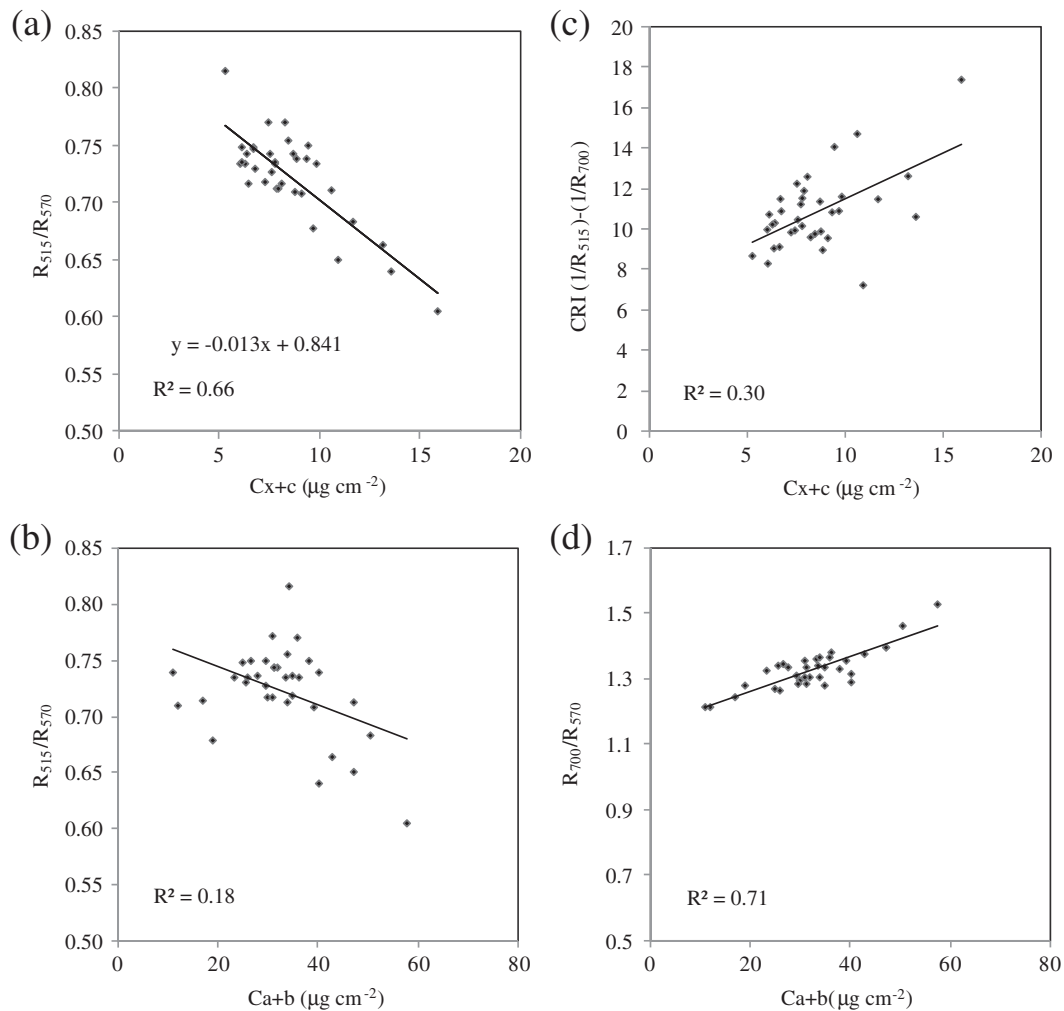 (a)
0.85
0.80
0.75
0.70
0.65
0.60
0.55
0.50
R515/R570
y = -0.013x + 0.841
R² = 0.66
0 5 10 15 20
Cx+c (µg cm-2)
(c)
20
18
16
14
12
10
8
6
4
2
0
CRI (1/R515)-(1/R700)
R² = 0.30
0 5 10 15 20
Cx+c (µg cm-2)
(b)
0.85
0.80
0.75
0.70
0.65
0.60
0.55
0.50
R515/R570
R² = 0.18
0 20 40 60 80
Ca+b (µg cm-2)
(d)
1.7
1.5
1.3
1.1
0.9
0.7
0.5
R700/R570
R² = 0.71
0 20 40 60 80
Ca+b(µg cm-2)